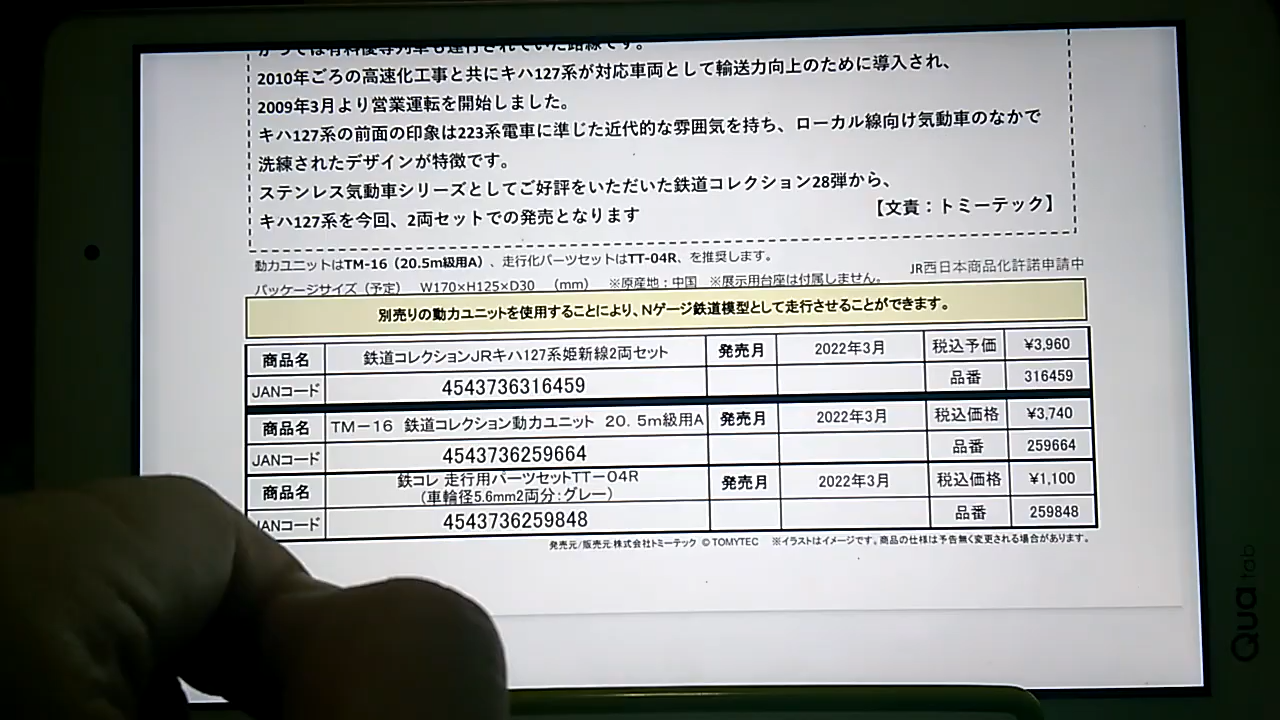 かつては有料優等列車も運行されていた路線です。
2010年ごろの高速化工事と共にキハ127系が対応車両として輸送力向上のために導入され、
2009年3月より営業運転を開始しました。
キハ127系の前面の印象は223系電車に準じた近代的な雰囲気を持ち、ローカル線向け気動車のなかで
洗練されたデザインが特徴です。
ステンレス気動車シリーズとしてご好評をいただいた鉄道コレクション28弾から、
キハ127系を今回、2両セットでの発売となります
【文責：トミーテック】
動力ユニットはTM-16（20.5m級用A）、走行化パーツセットはTT-04R、を推奨します。
JR西日本商品化許諾申請中
パッケージサイズ（予定） W170×H125×D30 （mm） ※原産地：中国 ※展示用台座は付属しません。
別売りの動力ユニットを使用することにより、Nゲージ鉄道模型として走行させることができます。
商品名 鉄道コレクションJRキハ127系姫新線2両セット 発売月 2022年3月 税込予価 ¥3,960
JANコード 4543736316459 品番 316459
商品名 TM－16 鉄道コレクション動力ユニット 20．5m級用A 発売月 2022年3月 税込価格 ¥3,740
JANコード 4543736259664 品番 259664
商品名 鉄コレ 走行用パーツセットTT－04R （車輪径5.6mm2両分：グレー） 発売月 2022年3月 税込価格 ¥1,100
JANコード 4543736259848 品番 259848
発売元/販売元:株式会社トミーテック © TOMYTEC ※イラストはイメージです。商品の仕様は予告無く変更される場合があります。
Qua tab